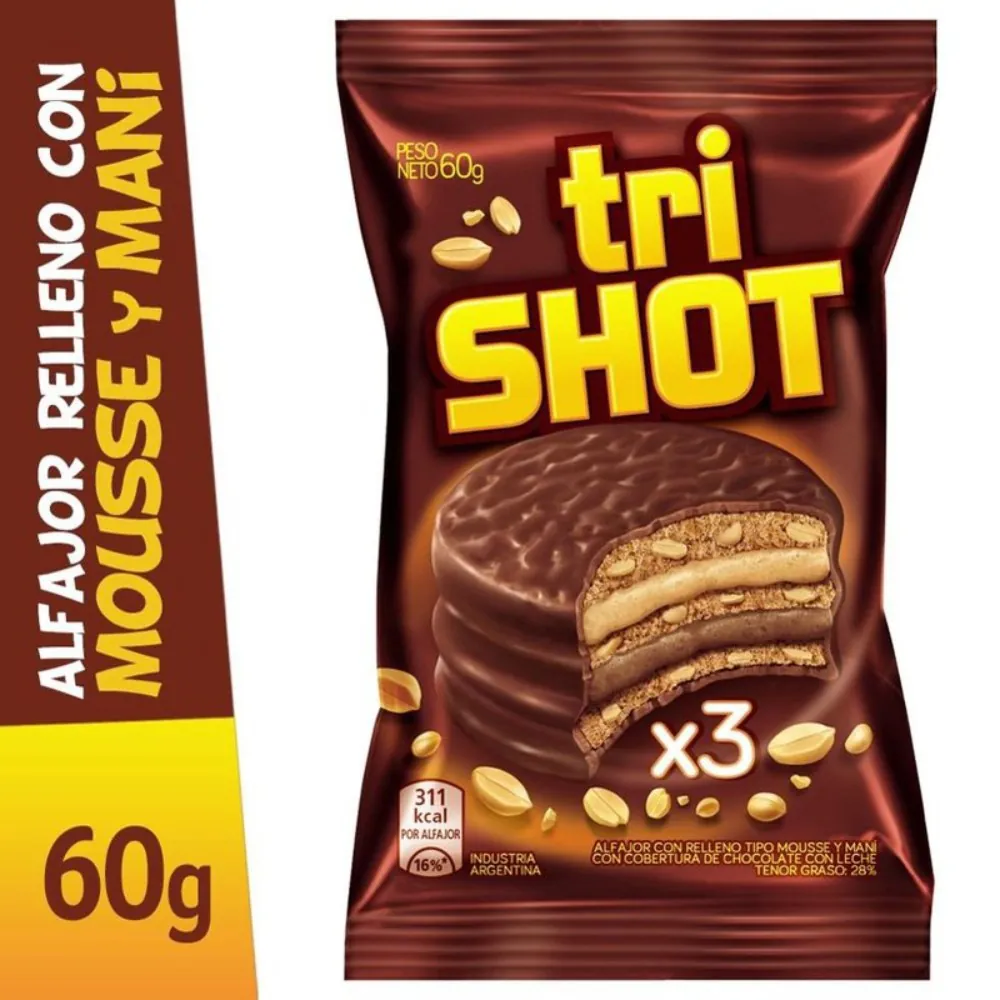 ALFAJOR RELLENO CON
MOUSSE Y MANÍ
60g
PESO
NETO 60g
tri
SHOT
x3
311
kcal
POR ALFAJOR
16%*
INDUSTRIA
ARGENTINA
ALFAJOR CON RELLENO TIPO MOUSSE Y MANÍ
CON COBERTURA DE CHOCOLATE CON LECHE
TENOR GRASO: 28%